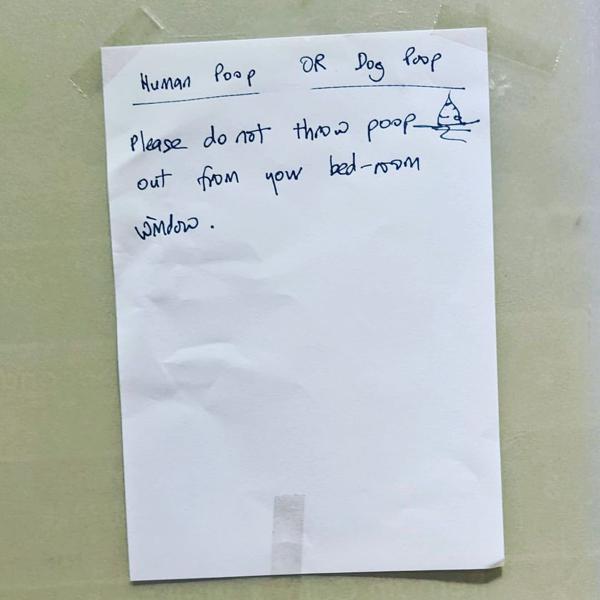 Human Poop OR Dog Poop
Please do not throw poop
out from your bed-room
window.